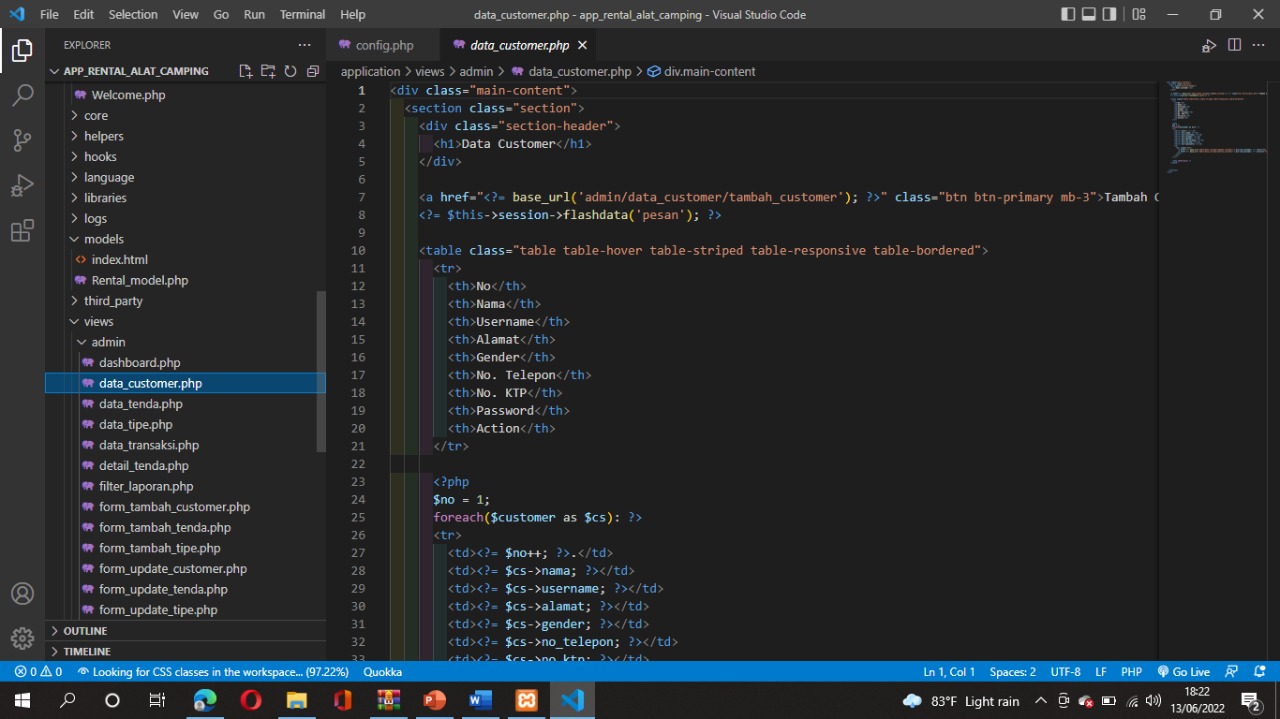 File Edit Selection View Go Run Terminal Help
data_customer.php - app_rental_alat_camping - Visual Studio Code
EXPLORER
APP_RENTAL_ALAT_CAMPING
Welcome.php
core
helpers
hooks
language
libraries
logs
models
index.html
Rental_model.php
third_party
views
admin
dashboard.php
data_customer.php
data_tenda.php
data_tipe.php
data_transaksi.php
detail_tenda.php
filter_laporan.php
form_tambah_customer.php
form_tambah_tenda.php
form_tambah_tipe.php
form_update_customer.php
form_update_tenda.php
form_update_tipe.php
OUTLINE
TIMELINE
config.php
data_customer.php
application > views > admin > data_customer.php > div.main-content
1 <div class="main-content">
2 <section class="section">
3 <div class="section-header">
4 <h1>Data Customer</h1>
5 </div>
6
7 <a href="<?= base_url('admin/data_customer/tambah_customer'); ?>" class="btn btn-primary mb-3">Tambah C
8 <?= $this->session->flashdata('pesan'); ?>
9
10 <table class="table table-hover table-striped table-responsive table-bordered">
11 <tr>
12 <th>No</th>
13 <th>Nama</th>
14 <th>Username</th>
15 <th>Alamat</th>
16 <th>Gender</th>
17 <th>No. Telepon</th>
18 <th>No. KTP</th>
19 <th>Password</th>
20 <th>Action</th>
21 </tr>
22
23 <?php
24 $no = 1;
25 foreach($customer as $cs): ?>
26 <tr>
27 <td><?= $no++; ?>.</td>
28 <td><?= $cs->nama; ?></td>
29 <td><?= $cs->username; ?></td>
30 <td><?= $cs->alamat; ?></td>
31 <td><?= $cs->gender; ?></td>
32 <td><?= $cs->no_telepon; ?></td>
33 <td><?= $cs->no_ktp; ?></td>
0 0 Looking for CSS classes in the workspace... (97.22%) Quokka
Ln 1, Col 1 Spaces: 2 UTF-8 LF PHP Go Live
83°F Light rain
18:22
13/06/2022
2